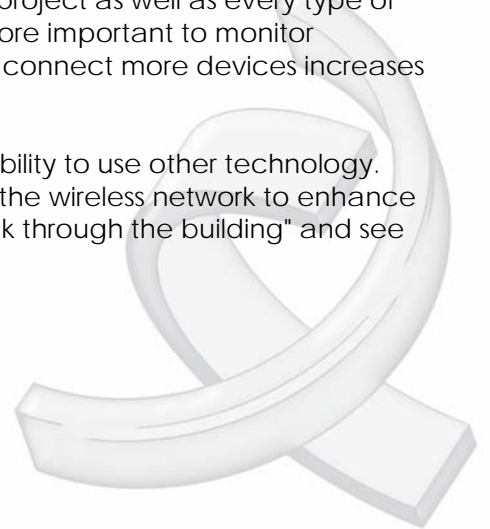 project as well as every type of
ore important to monitor
connect more devices increases
bility to use other technology.
the wireless network to enhance
k through the building" and see